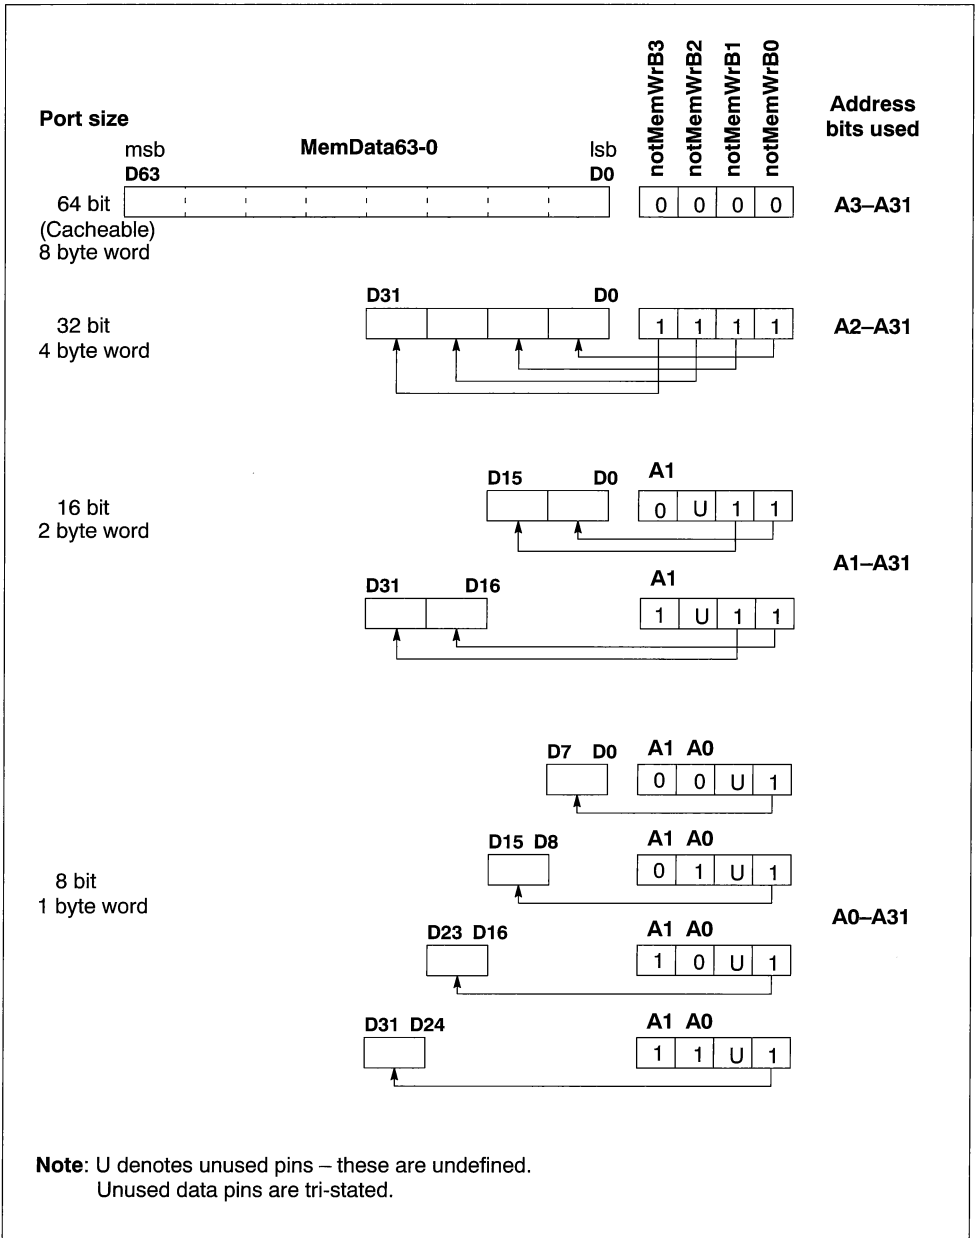 notMemWrB3
notMemWrB2
notMemWrB1
notMemWrB0
Address
bits used
Port size
msb MemData63-0 lsb
D63 D0
64 bit 0 0 0 0 A3–A31
(Cacheable)
8 byte word
D31 D0
32 bit 1 1 1 1 A2–A31
4 byte word
D15 D0 A1
16 bit 0 U 1 1
2 byte word
A1–A31
D31 D16 A1
1 U 1 1
D7 D0 A1 A0
0 0 U 1
D15 D8 A1 A0
0 1 U 1
8 bit
1 byte word
A0–A31
D23 D16 A1 A0
1 0 U 1
D31 D24 A1 A0
1 1 U 1
Note: U denotes unused pins – these are undefined.
Unused data pins are tri-stated.